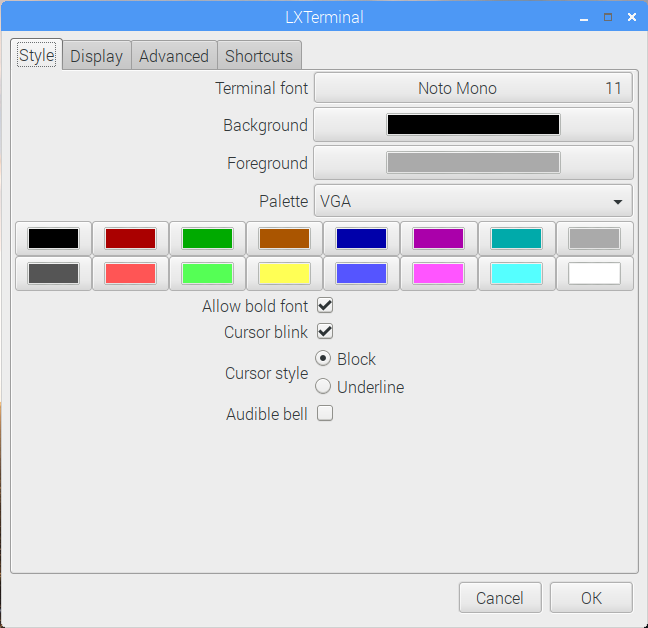 LXTerminal
Style Display Advanced Shortcuts
Terminal font Noto Mono 11
Background
Foreground
Palette VGA
Allow bold font
Cursor blink
Cursor style
Block
Underline
Audible bell
Cancel OK